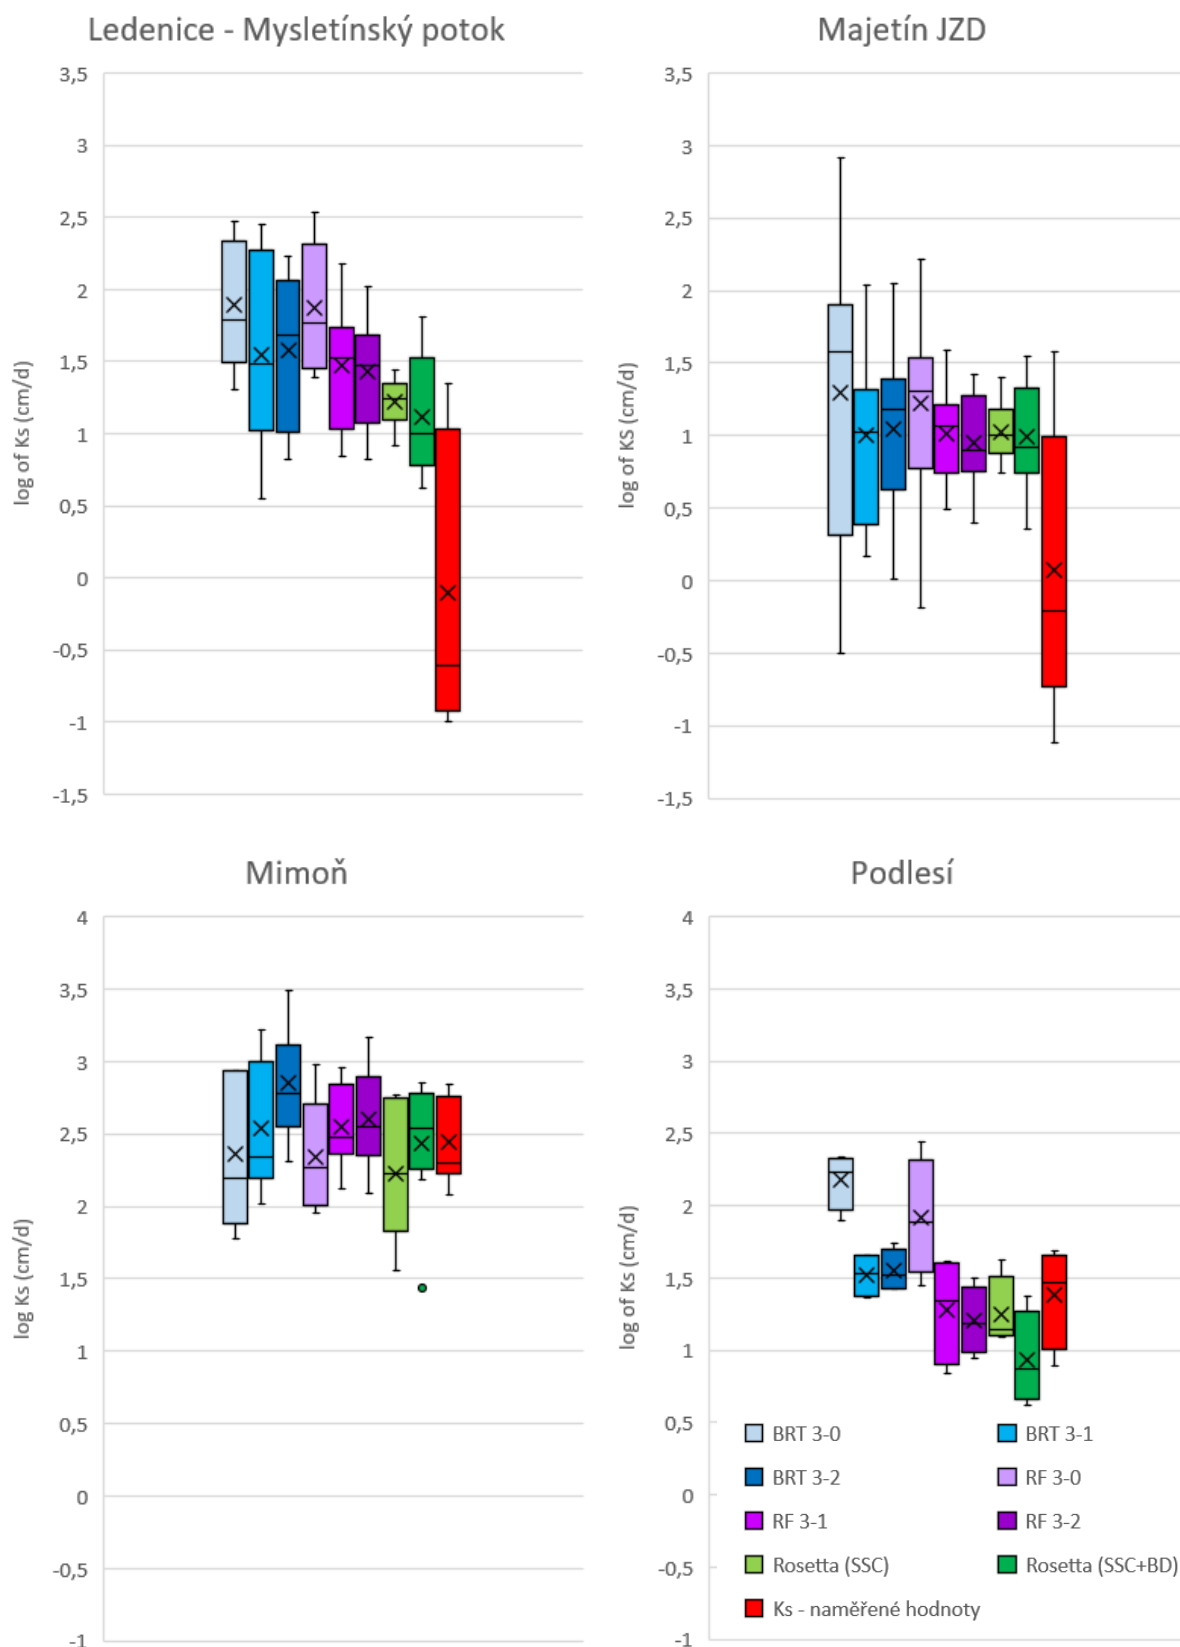 Ledenice - Mysletínský potok
3,5
3
2,5
2
1,5
1
0,5
0
-0,5
-1
-1,5
log of Ks (cm/d)
Majetín JZD
3,5
3
2,5
2
1,5
1
0,5
0
-0,5
-1
-1,5
log of KS (cm/d)
Mimoň
4
3,5
3
2,5
2
1,5
1
0,5
0
-0,5
-1
log Ks (cm/d)
Podlesí
4
3,5
3
2,5
2
1,5
1
0,5
0
-0,5
-1
log of Ks (cm/d)
BRT 3-0
BRT 3-1
BRT 3-2
RF 3-0
RF 3-1
RF 3-2
Rosetta (SSC)
Rosetta (SSC+BD)
Ks - naměřené hodnoty